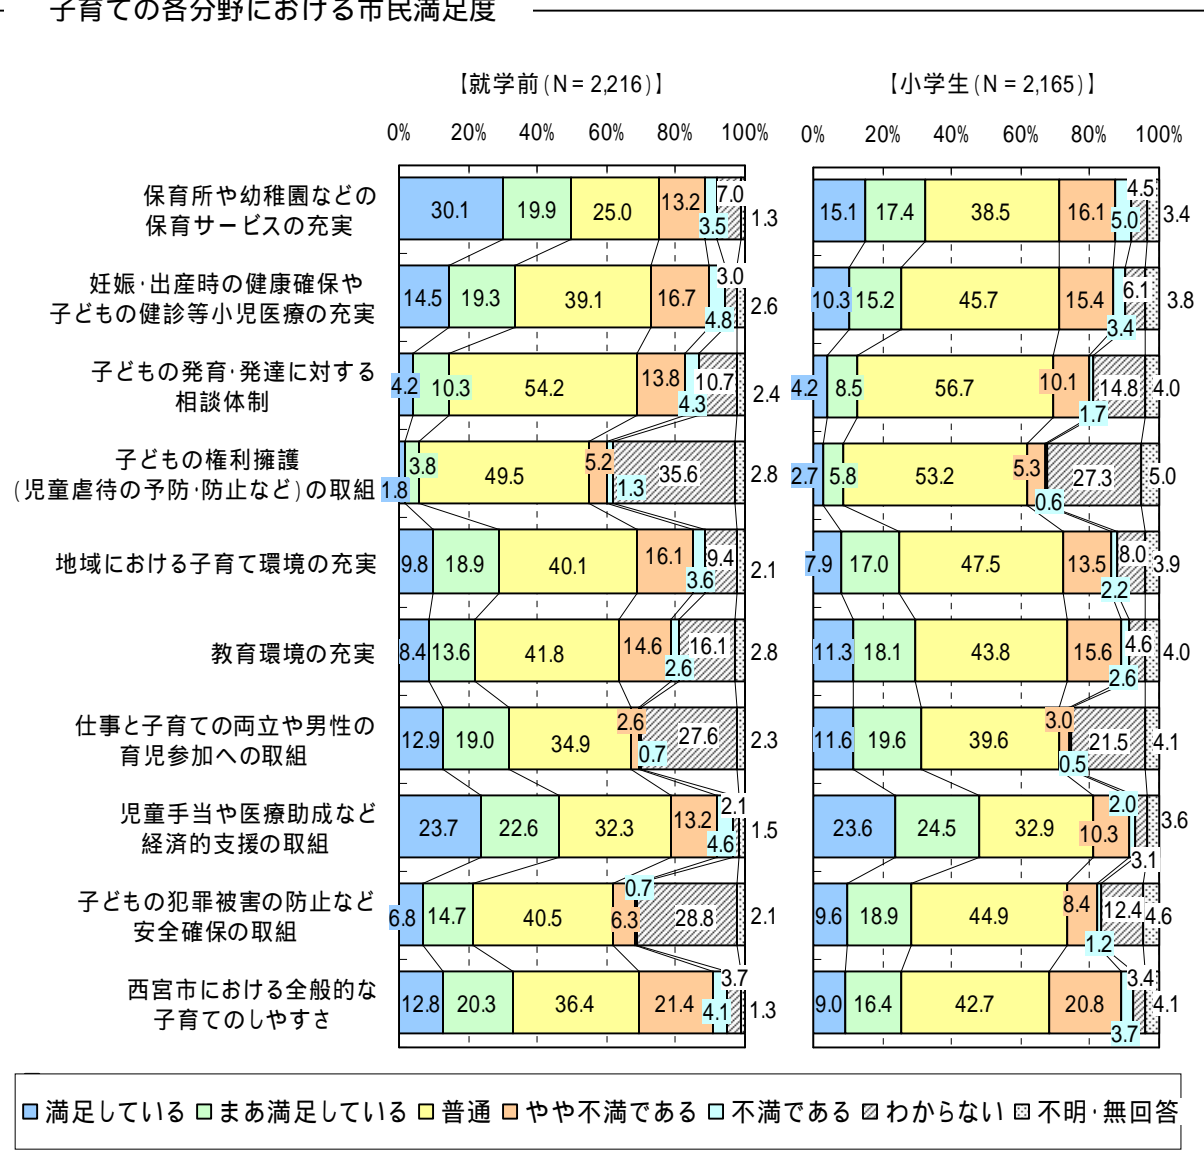 子育ての各分野における市民満足度
【就学前(N = 2,216)】
【小学生(N = 2,165)】
0% 20% 40% 60% 80% 100%
0% 20% 40% 60% 80% 100%
保育所や幼稚園などの
保育サービスの充実
30.1 19.9 25.0 13.2 3.5 7.0 1.3
15.1 17.4 38.5 16.1 5.0 4.5 3.4
妊娠・出産時の健康確保や
子どもの健診等小児医療の充実
14.5 19.3 39.1 16.7 4.8 3.0 2.6
10.3 15.2 45.7 15.4 3.4 6.1 3.8
子どもの発育・発達に対する
相談体制
4.2 10.3 54.2 13.8 4.3 10.7 2.4
4.2 8.5 56.7 10.1 1.7 14.8 4.0
子どもの権利擁護
(児童虐待の予防・防止など)の取組
1.8 3.8 49.5 5.2 1.3 35.6 2.8
2.7 5.8 53.2 5.3 0.6 27.3 5.0
地域における子育て環境の充実
9.8 18.9 40.1 16.1 3.6 9.4 2.1
7.9 17.0 47.5 13.5 2.2 8.0 3.9
教育環境の充実
8.4 13.6 41.8 14.6 2.6 16.1 2.8
11.3 18.1 43.8 15.6 2.6 4.6 4.0
仕事と子育ての両立や男性の
育児参加への取組
12.9 19.0 34.9 2.6 0.7 27.6 2.3
11.6 19.6 39.6 3.0 0.5 21.5 4.1
児童手当や医療助成など
経済的支援の取組
23.7 22.6 32.3 13.2 4.6 2.1 1.5
23.6 24.5 32.9 10.3 2.0 3.1 3.6
子どもの犯罪被害の防止など
安全確保の取組
6.8 14.7 40.5 6.3 0.7 28.8 2.1
9.6 18.9 44.9 8.4 1.2 12.4 4.6
西宮市における全般的な
子育てのしやすさ
12.8 20.3 36.4 21.4 4.1 3.7 1.3
9.0 16.4 42.7 20.8 3.7 3.4 4.1
満足している まあ満足している 普通 やや不満である 不満である わからない 不明・無回答